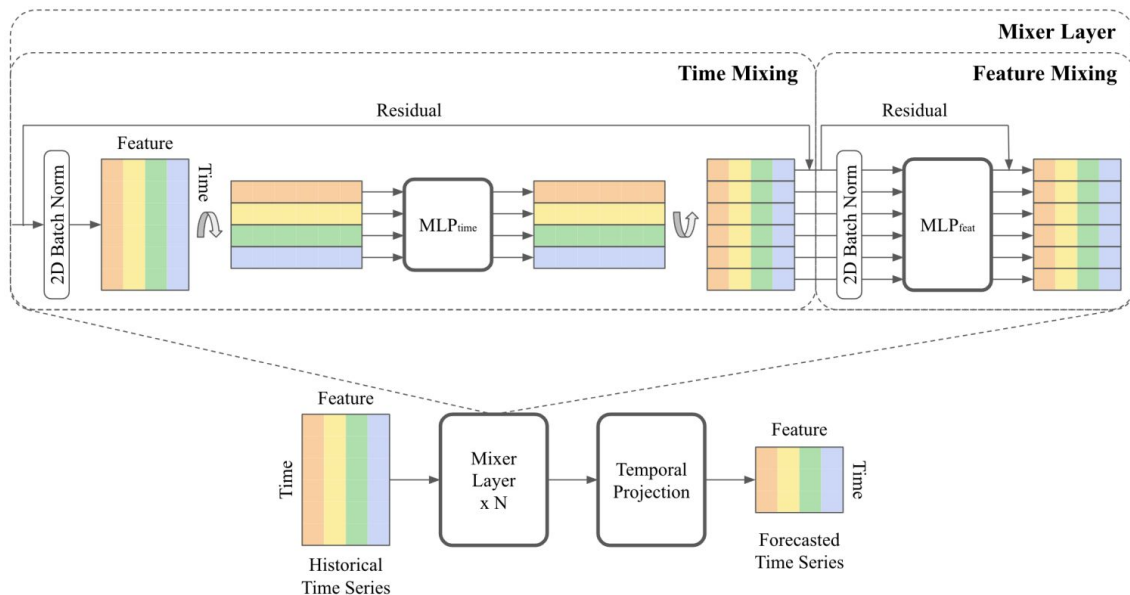 Mixer Layer
Time Mixing
Feature Mixing
Residual
Residual
Feature
Time
2D Batch Norm
MLPtime
2D Batch Norm
MLPfeat
Feature
Time
Mixer
Layer
x N
Temporal
Projection
Feature
Time
Historical
Time Series
Forecasted
Time Series